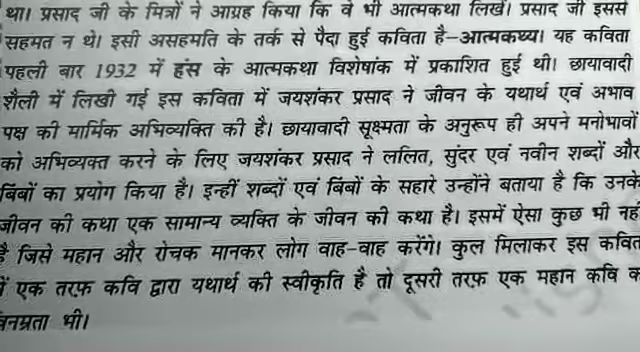 था। प्रसाद जी के मित्रों ने आग्रह किया कि वे भी आत्मकथा लिखें। प्रसाद जी इससे
सहमत न थे। इसी असहमति के तर्क से पैदा हुई कविता है–आत्मकथ्य। यह कविता
पहली बार 1932 में हंस के आत्मकथा विशेषांक में प्रकाशित हुई थी। छायावादी
शैली में लिखी गई इस कविता में जयशंकर प्रसाद ने जीवन के यथार्थ एवं अभाव
पक्ष की मार्मिक अभिव्यक्ति की है। छायावादी सूक्ष्मता के अनुरूप ही अपने मनोभावों
को अभिव्यक्त करने के लिए जयशंकर प्रसाद ने ललित, सुंदर एवं नवीन शब्दों और
बिंबों का प्रयोग किया है। इन्हीं शब्दों एवं बिंबों के सहारे उन्होंने बताया है कि उनके
जीवन की कथा एक सामान्य व्यक्ति के जीवन की कथा है। इसमें ऐसा कुछ भी नह
है जिसे महान और रोचक मानकर लोग वाह-वाह करेंगे। कुल मिलाकर इस कवित
में एक तरफ़ कवि द्वारा यथार्थ की स्वीकृति है तो दूसरी तरफ़ एक महान कवि क
वनम्रता भी।